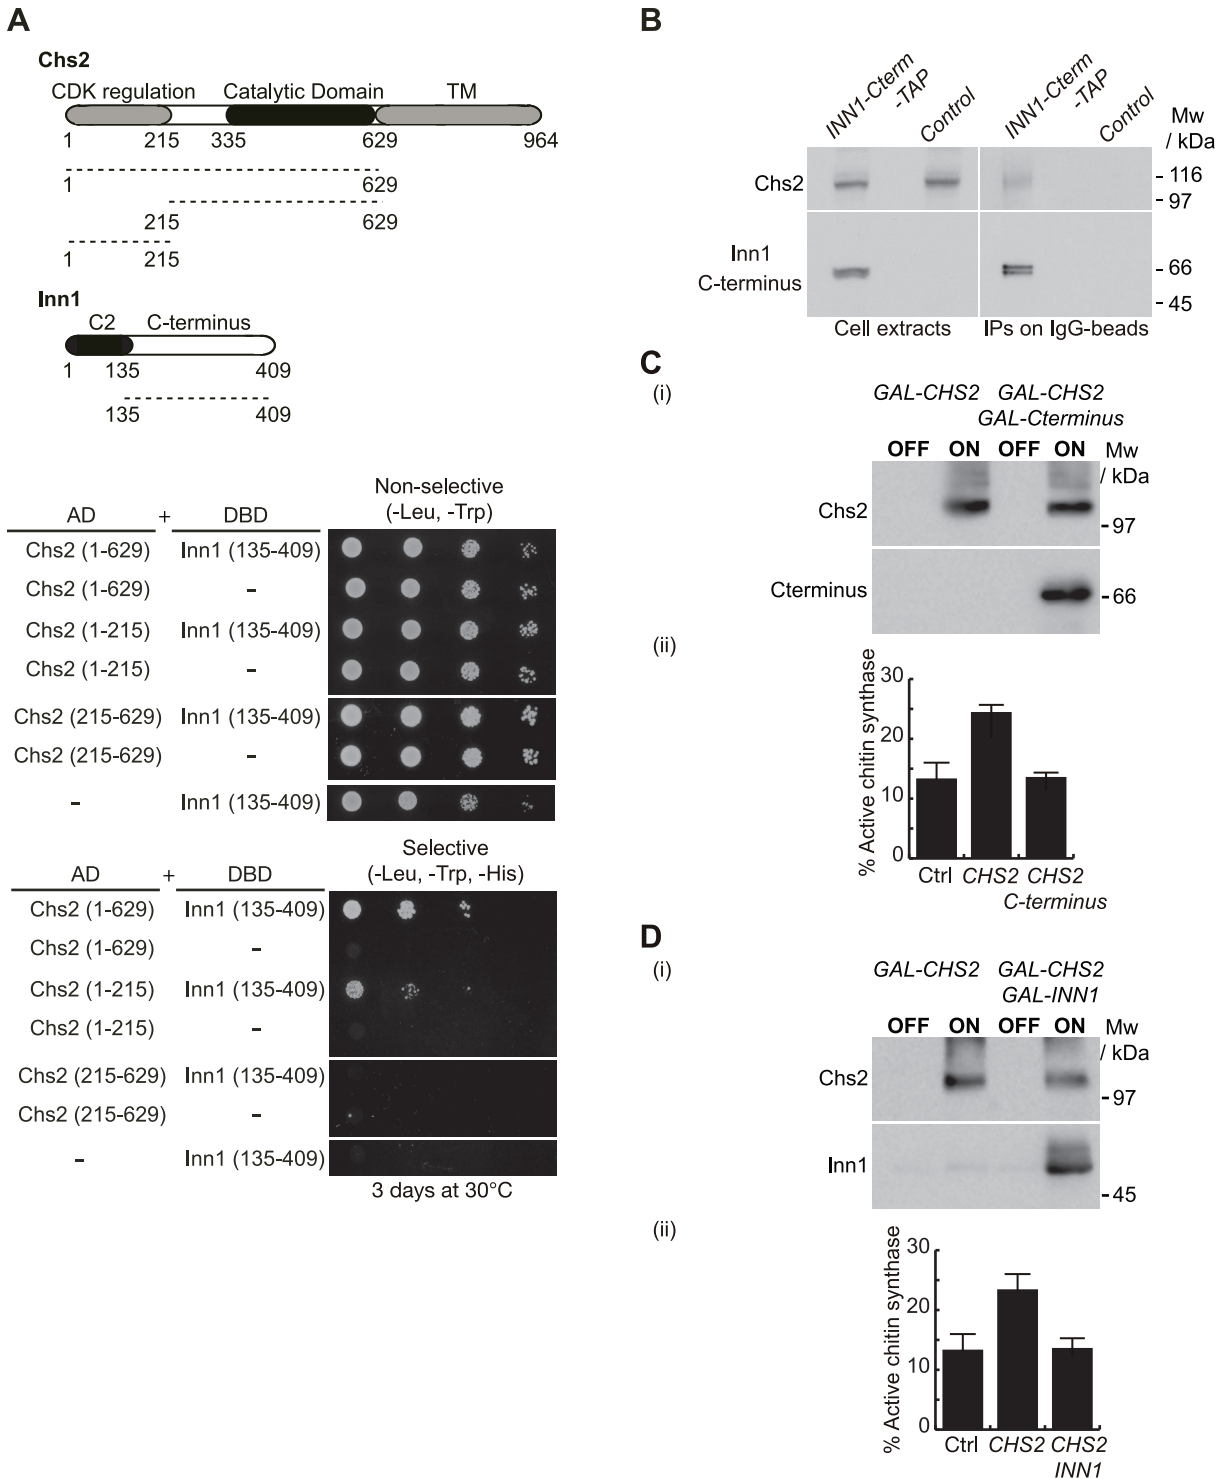 A
Chs2
CDK regulation Catalytic Domain TM
1 215 335 629 964
1 629
215 629
1 215
Inn1
C2 C-terminus
1 135 409
135 409
Non-selective
(-Leu, -Trp)
AD + DBD
Chs2 (1-629) Inn1 (135-409)
Chs2 (1-629) -
Chs2 (1-215) Inn1 (135-409)
Chs2 (1-215) -
Chs2 (215-629) Inn1 (135-409)
Chs2 (215-629) -
- Inn1 (135-409)
Selective
(-Leu, -Trp, -His)
AD + DBD
Chs2 (1-629) Inn1 (135-409)
Chs2 (1-629) -
Chs2 (1-215) Inn1 (135-409)
Chs2 (1-215) -
Chs2 (215-629) Inn1 (135-409)
Chs2 (215-629) -
- Inn1 (135-409)
3 days at 30°C
B
INN1-Cterm
-TAP
Control
INN1-Cterm
-TAP
Control
Mw
/ kDa
Chs2
- 116
- 97
Inn1
C-terminus
- 66
45
Cell extracts IPs on IgG-beads
C
(i)
GAL-CHS2 GAL-CHS2
GAL-Cterminus
OFF ON OFF ON Mw
/ kDa
Chs2
- 97
Cterminus
- 66
(ii)
% Active chitin synthase
30
20
10
0
Ctrl CHS2 CHS2
C-terminus
D
(i)
GAL-CHS2 GAL-CHS2
GAL-INN1
OFF ON OFF ON Mw
/ kDa
Chs2
- 97
Inn1
- 45
(ii)
% Active chitin synthase
30
20
10
0
Ctrl CHS2 CHS2
INN1